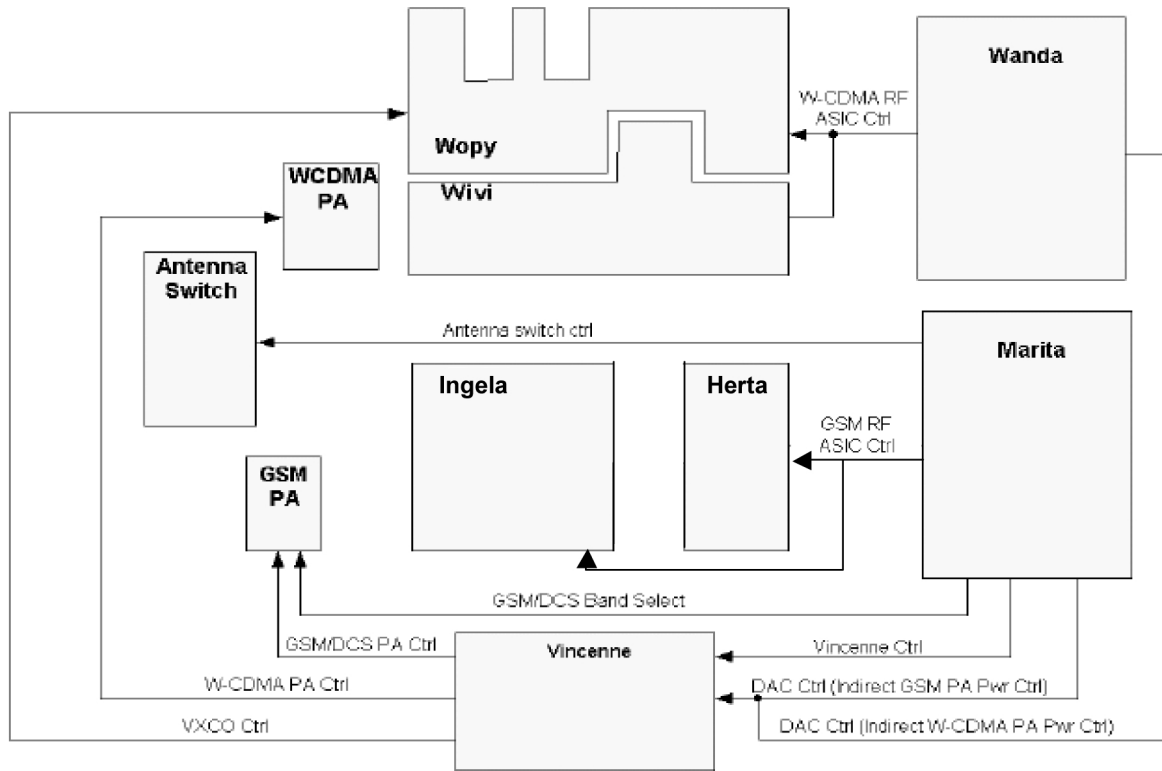 Wanda
W-CDMA RF
ASIC Ctrl
Wopy
WCDMA
PA
Wivi
Antenna
Switch
Antenna switch ctrl
Marita
Ingela
Herta
GSM RF
ASIC Ctrl
GSM
PA
GSM/DCS Band Select
GSM/DCS PA Ctrl
Vincenne
Vincenne Ctrl
W-CDMA PA Ctrl
DAC Ctrl (Indirect GSM PA Pwr Ctrl)
VXCO Ctrl
DAC Ctrl (Indirect W-CDMA PA Pwr Ctrl)